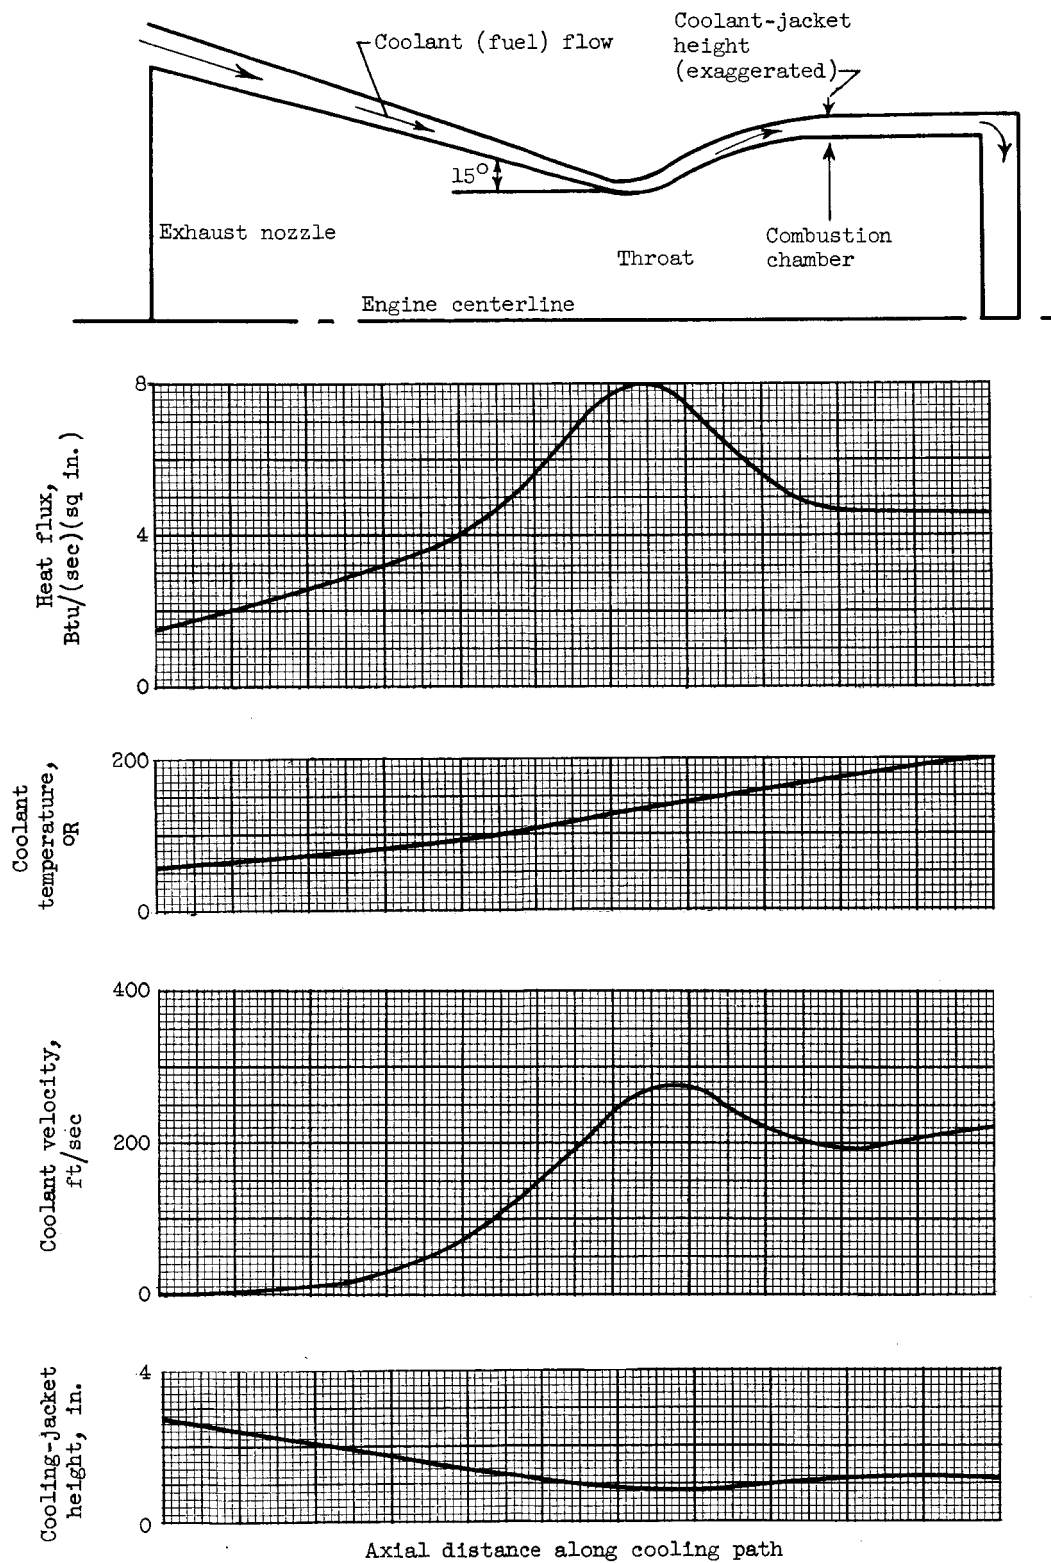 Coolant (fuel) flow
Coolant-jacket
height
(exaggerated)
15°
Exhaust nozzle
Throat
Combustion
chamber
Engine centerline
Heat flux,
Btu/(sec)(sq in.)
8
4
0
Coolant
temperature,
OR
200
0
Coolant velocity,
ft/sec
400
200
0
Cooling-jacket
height, in.
4
0
Axial distance along cooling path